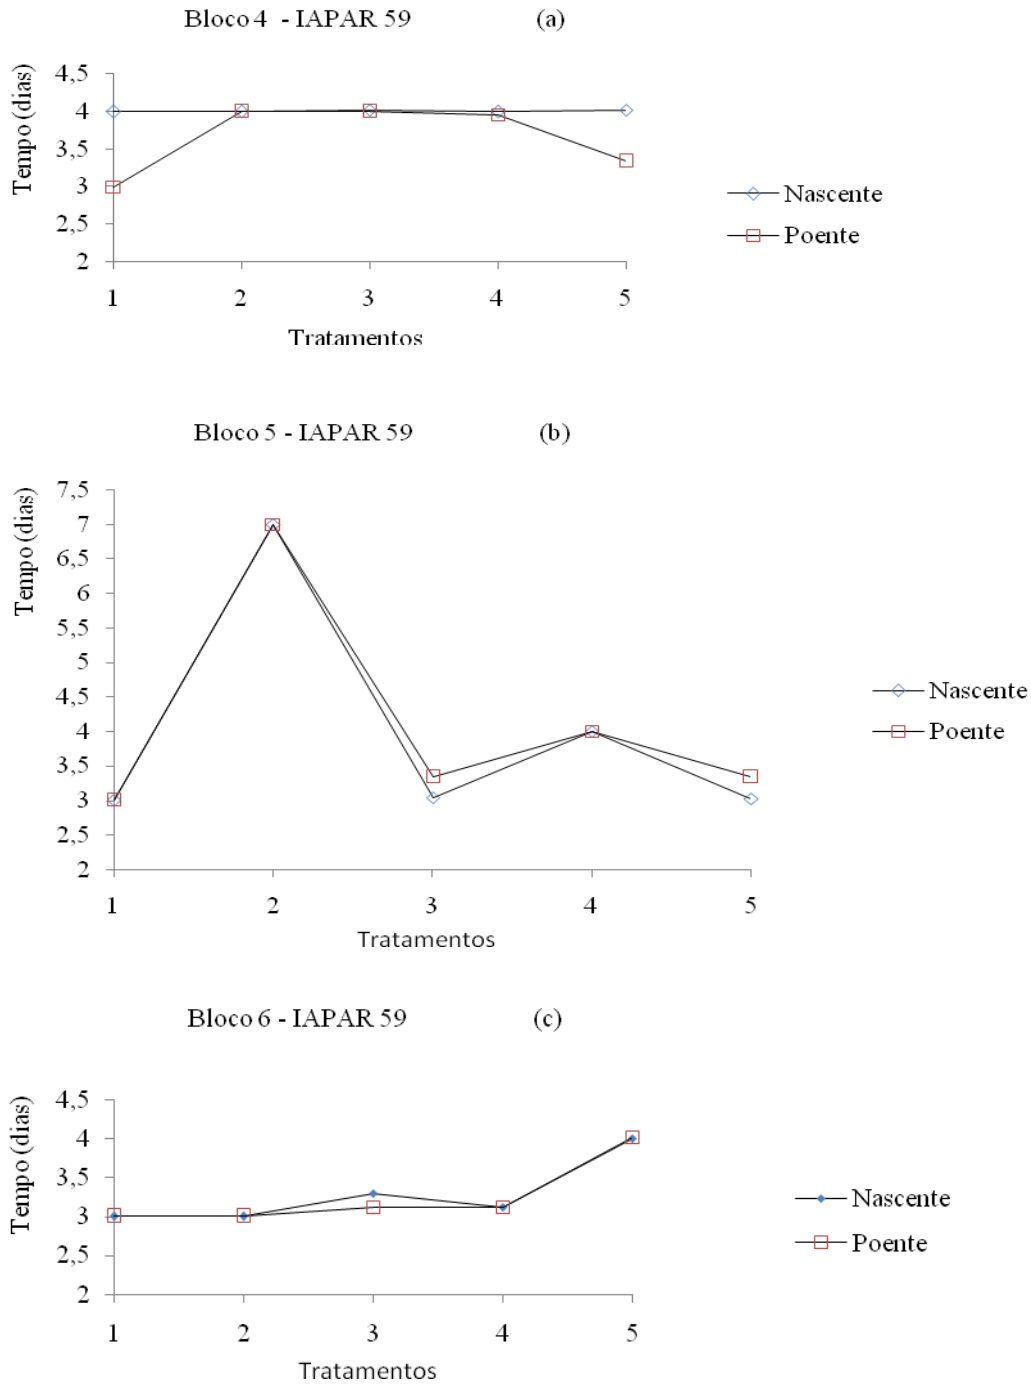 Bloco 4 - IAPAR 59 (a)
Tempo (dias)
4,5
4
3,5
3
2,5
2
1 2 3 4 5
Tratamentos
Nascente
Poente
Bloco 5 - IAPAR 59 (b)
Tempo (dias)
7,5
7
6,5
6
5,5
5
4,5
4
3,5
3
2,5
2
1 2 3 4 5
Tratamentos
Nascente
Poente
Bloco 6 - IAPAR 59 (c)
Tempo (dias)
4,5
4
3,5
3
2,5
2
1 2 3 4 5
Tratamentos
Nascente
Poente